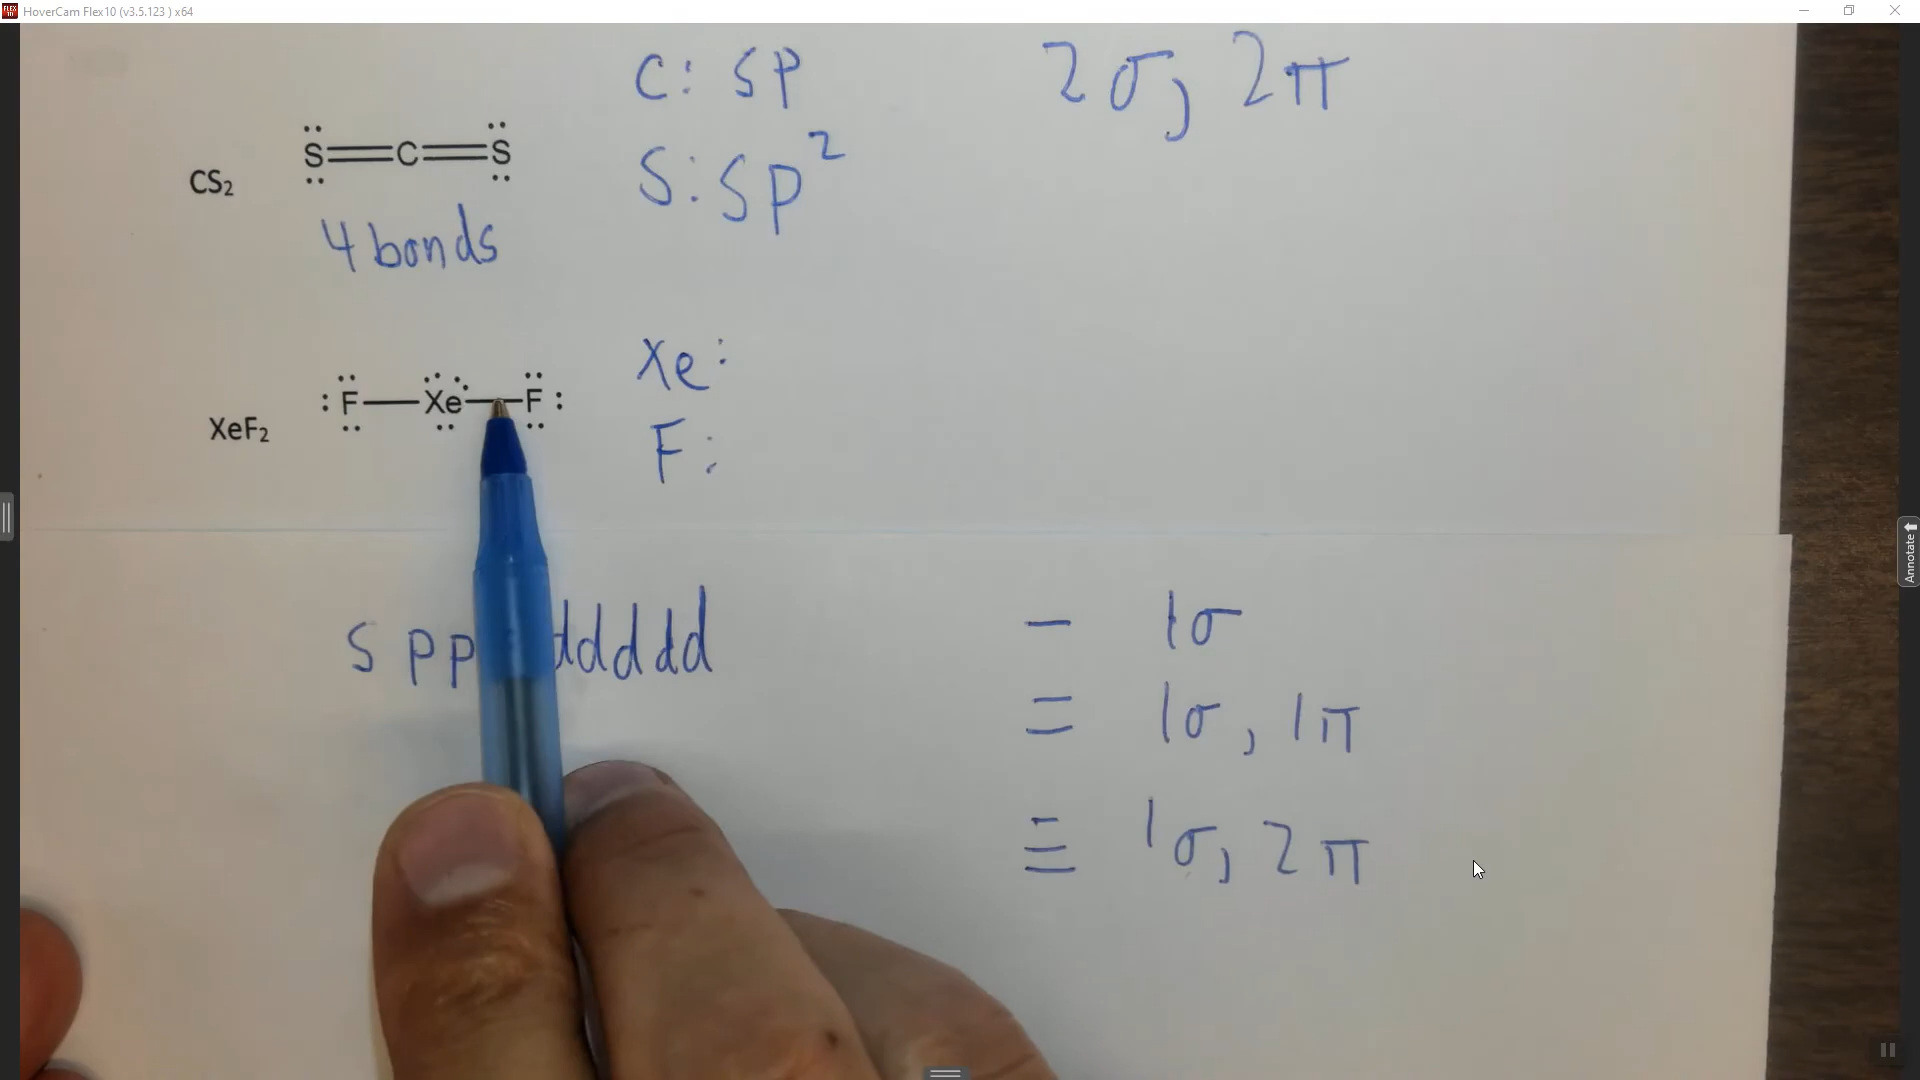 HoverCam Flex10 (v3.5.123 ) x64
C: sp
2σ, 2π
S=C=S
CS₂
S: sp²
4 bonds
F—Xe—F
XeF₂
Xe:
F:
s pp ddddd
— 1σ
= 1σ, 1π
≡ 1σ, 2π
Annotate